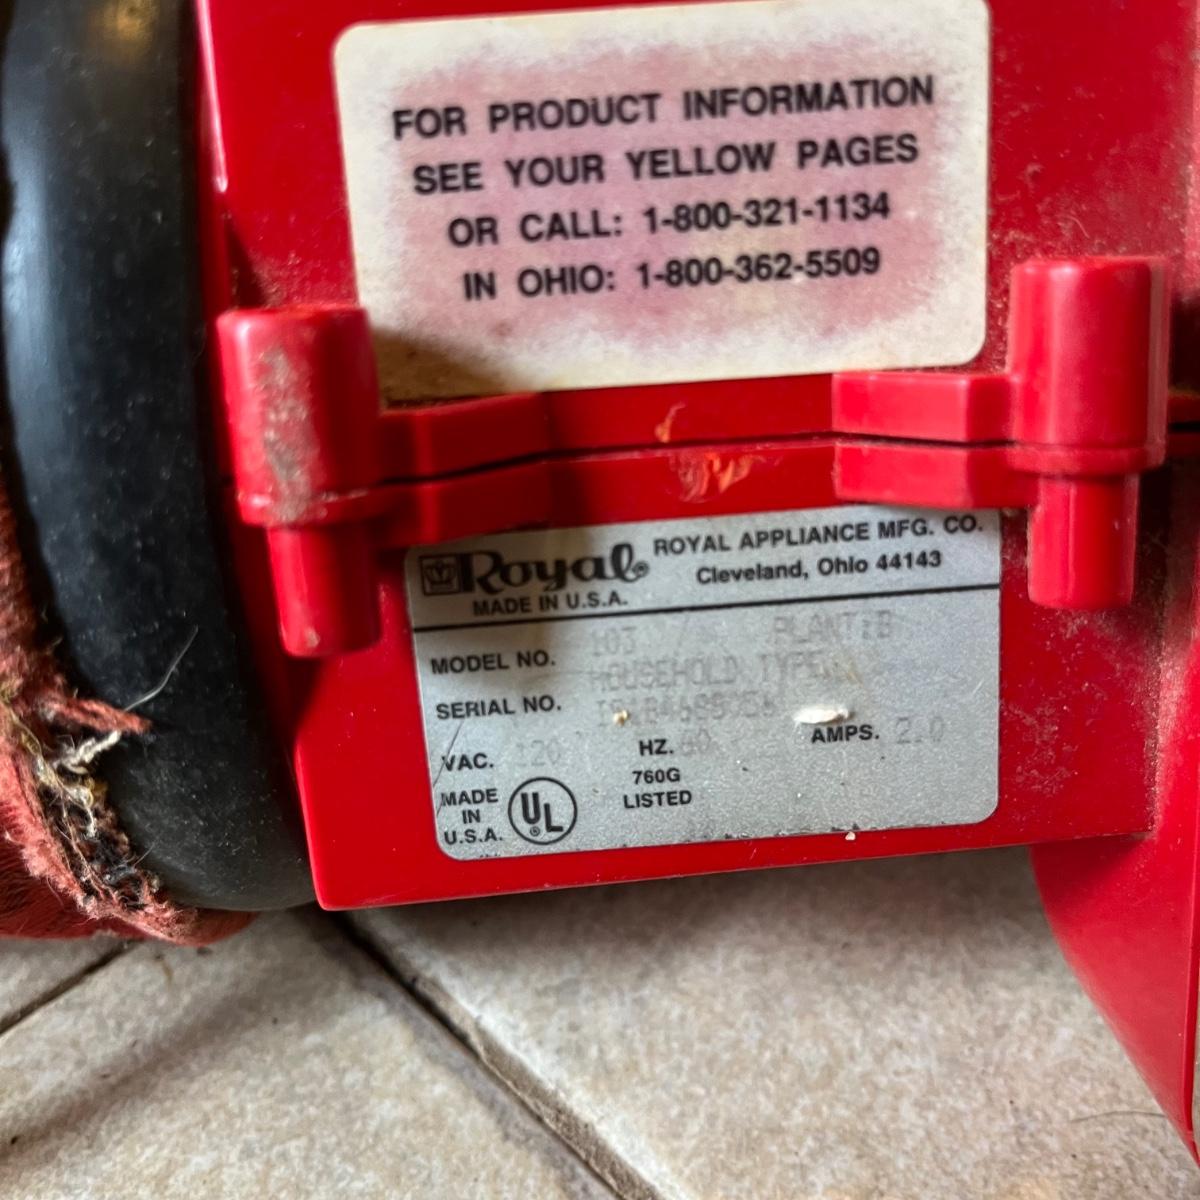 FOR PRODUCT INFORMATION
SEE YOUR YELLOW PAGES
OR CALL: 1-800-321-1134
IN OHIO: 1-800-362-5509
Royal® ROYAL APPLIANCE MFG. CO.
Cleveland, Ohio 44143
MADE IN U.S.A.
MODEL NO. 103 PLANT:B
HOUSEHOLD TYPE
SERIAL NO.
VAC. 120 HZ. 60 AMPS. 2.0
760G
LISTED
MADE
IN
U.S.A.
UL®